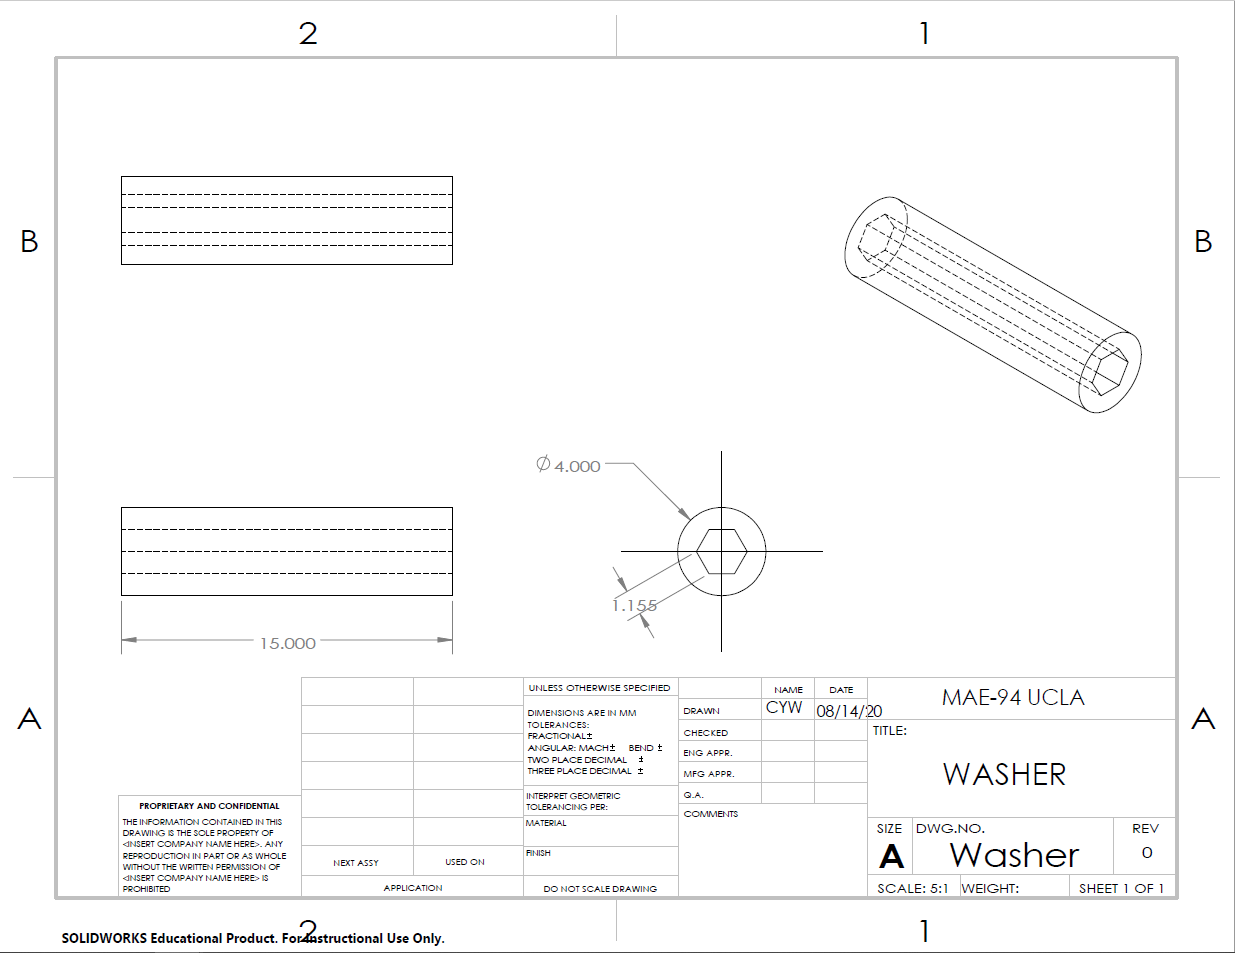 2 1
B B
⌀ 4.000
1.155
15.000
A A
UNLESS OTHERWISE SPECIFIED
DIMENSIONS ARE IN MM
TOLERANCES:
FRACTIONAL±
ANGULAR: MACH± BEND ±
TWO PLACE DECIMAL ±
THREE PLACE DECIMAL ±
INTERPRET GEOMETRIC
TOLERANCING PER:
MATERIAL
FINISH
DO NOT SCALE DRAWING
NAME DATE
DRAWN CYW 08/14/20
CHECKED
ENG APPR.
MFG APPR.
Q.A.
COMMENTS
MAE-94 UCLA
TITLE:
WASHER
SIZE DWG.NO. REV
A Washer 0
SCALE: 5:1 WEIGHT: SHEET 1 OF 1
PROPRIETARY AND CONFIDENTIAL
THE INFORMATION CONTAINED IN THIS
DRAWING IS THE SOLE PROPERTY OF
<INSERT COMPANY NAME HERE>. ANY
REPRODUCTION IN PART OR AS WHOLE
WITHOUT THE WRITTEN PERMISSION OF
<INSERT COMPANY NAME HERE> IS
PROHIBITED
NEXT ASSY USED ON
APPLICATION
2 1
SOLIDWORKS Educational Product. For Instructional Use Only.